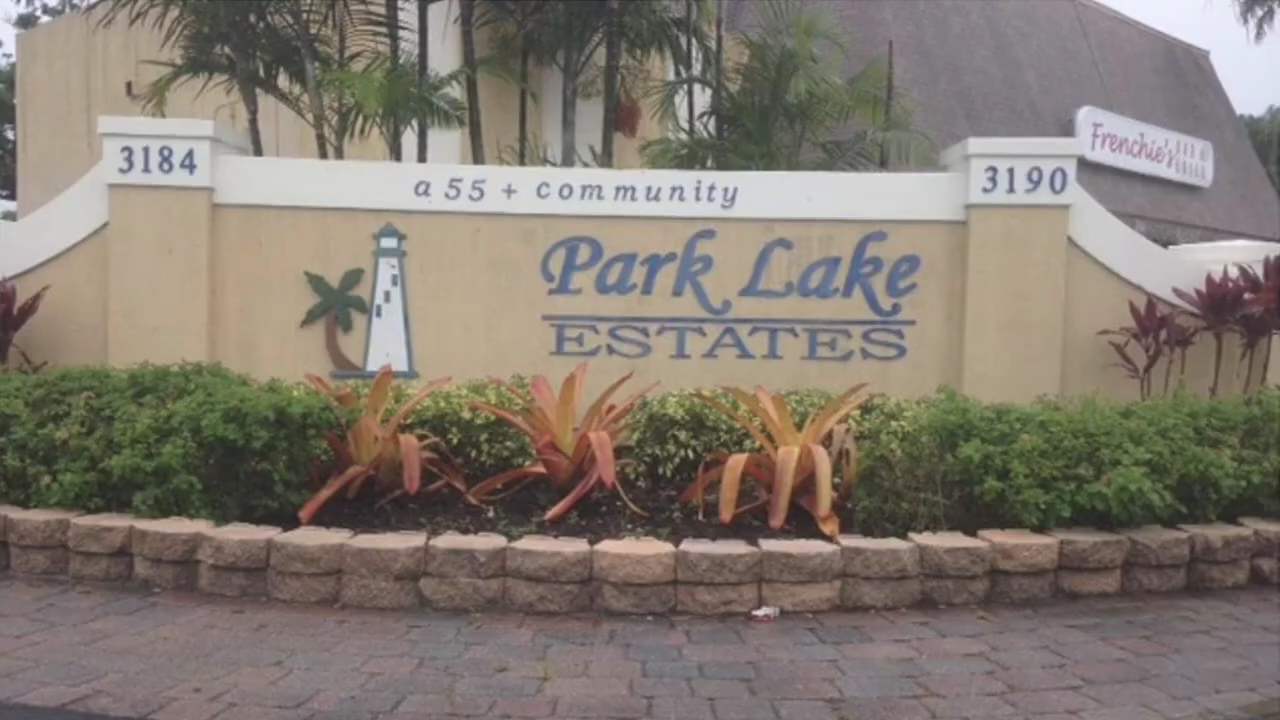 3184
a 55 + community
3190
Frenchie's
Park Lake
ESTATES